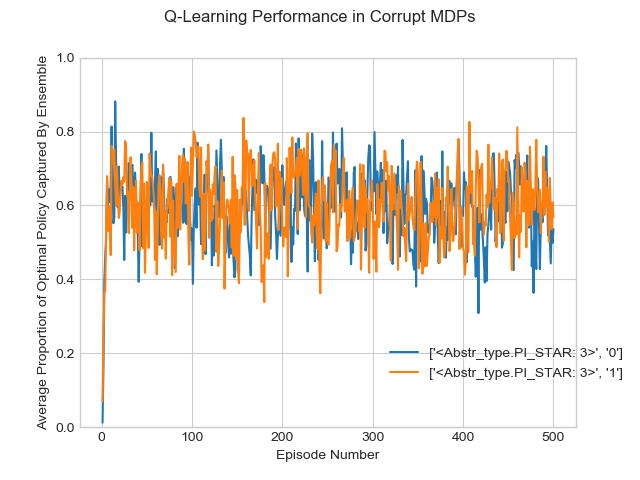 Q-Learning Performance in Corrupt MDPs
Average Proportion of Optimal Policy Captured By Ensemble
1.0
0.8
0.6
0.4
0.2
0.0
['<Abstr_type.PI_STAR: 3>', '0']
['<Abstr_type.PI_STAR: 3>', '1']
0
100
200
300
400
500
Episode Number